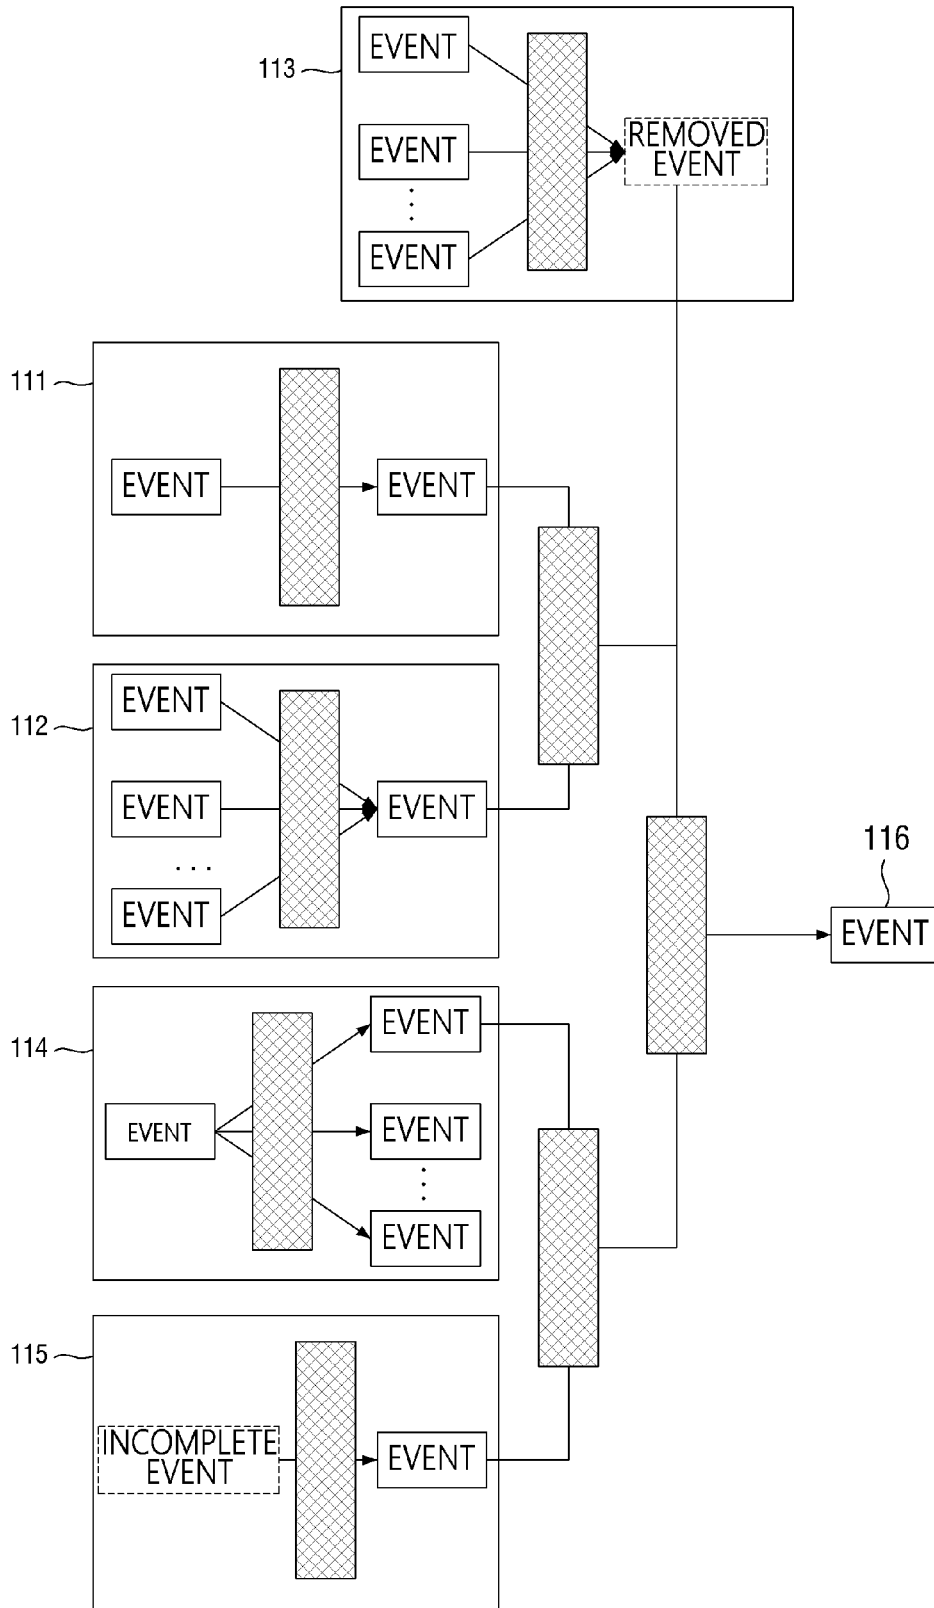 113
EVENT
EVENT
EVENT
REMOVED
EVENT
111
EVENT
EVENT
112
EVENT
EVENT
...
EVENT
EVENT
116
EVENT
114
EVENT
EVENT
EVENT
EVENT
115
INCOMPLETE
EVENT
EVENT